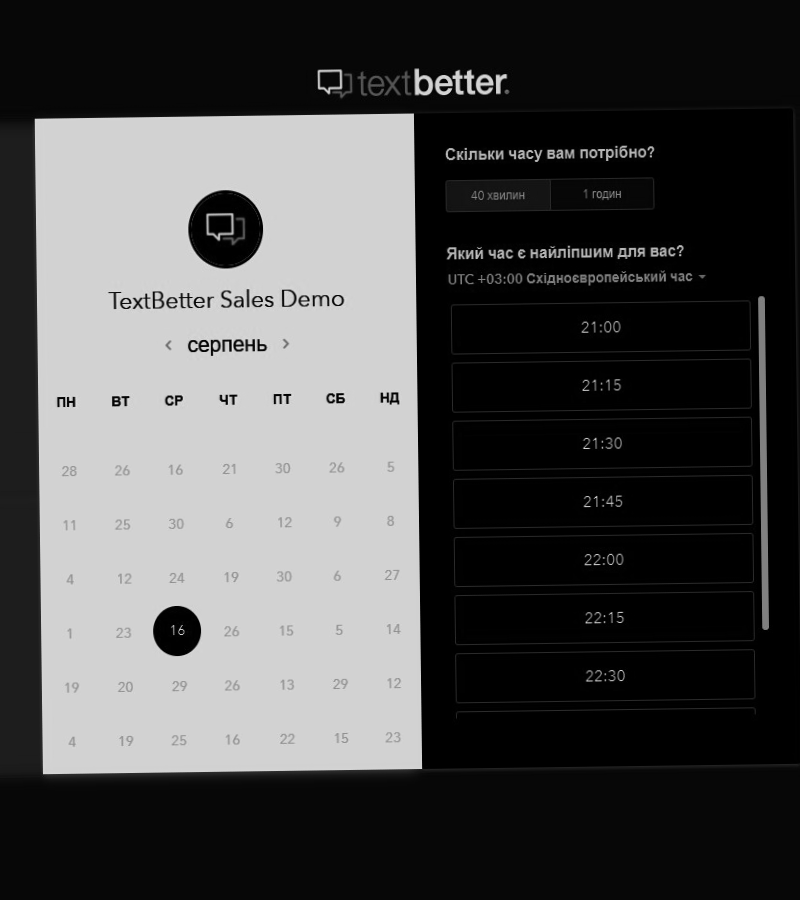 textbetter.
TextBetter Sales Demo
серпень
ПН ВТ СР ЧТ ПТ СБ НД
28 26 16 21 30 26 5
11 25 30 6 12 9 8
4 12 24 19 30 6 27
1 23 16 26 15 5 14
19 20 29 26 13 29 12
4 19 25 16 22 15 23
Скільки часу вам потрібно?
40 хвилин 1 годин
Який час є найліпшим для вас?
UTC +03:00 Східноєвропейський час
21:00
21:15
21:30
21:45
22:00
22:15
22:30